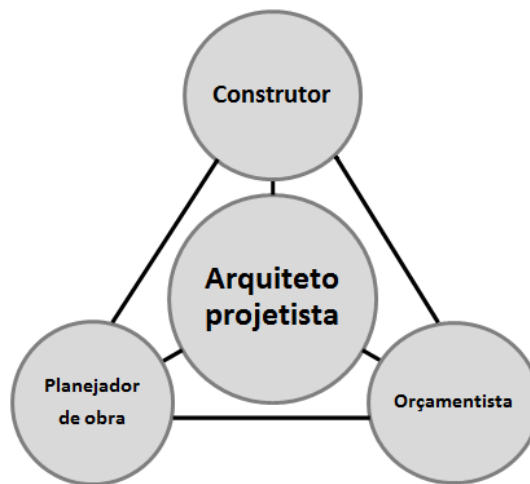 Construtor
Arquiteto
projetista
Planejador
de obra
Orçamentista